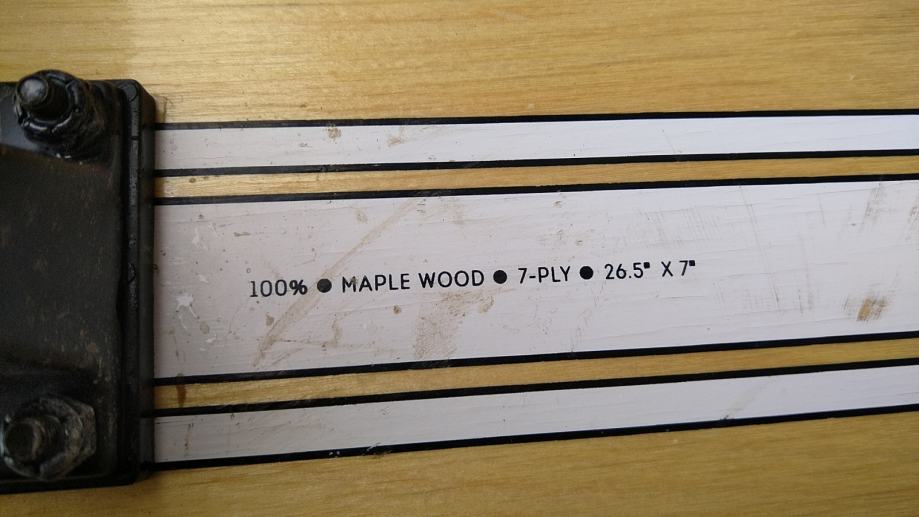 100% ● MAPLE WOOD ● 7-PLY ● 26.5" X 7"